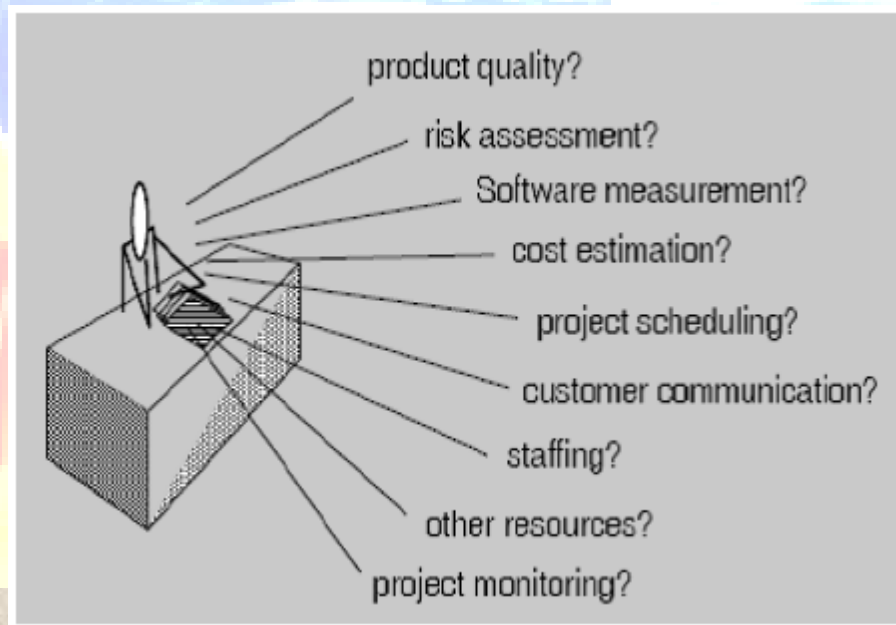 product quality?
risk assessment?
Software measurement?
cost estimation?
project scheduling?
customer communication?
staffing?
other resources?
project monitoring?